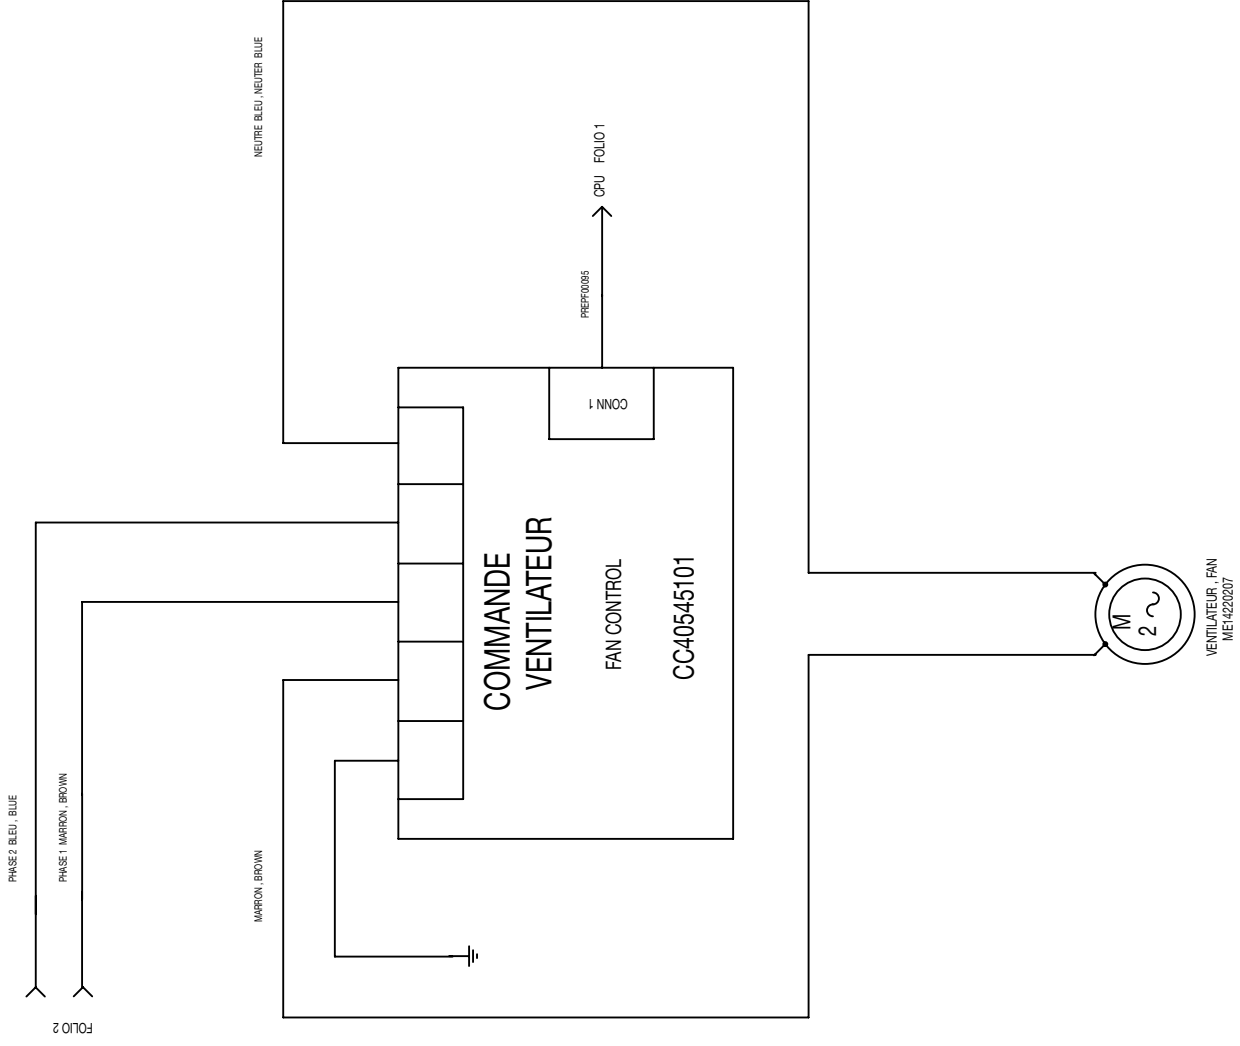 NEUTRE BLEU , NEUTER BLUE
PHASE 2 BLEU , BLUE
PHASE 1 MARRON , BROWN
FOLIO 2
MARRON , BROWN
CPU FOLIO 1
PREPF00095
CONN 1
COMMANDE
VENTILATEUR
FAN CONTROL
CC40545101
M
2 ~
VENTILATEUR , FAN
ME14220207